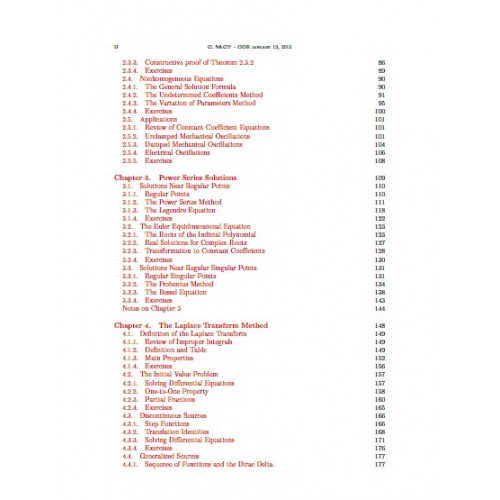 II G. NAGY – ODE JANUARY 13, 2015
2.3.3. Constructive proof of Theorem 2.3.2 86
2.3.4. Exercises 89
2.4. Nonhomogeneous Equations 90
2.4.1. The General Solution Formula 90
2.4.2. The Undetermined Coefficients Method 91
2.4.3. The Variation of Parameters Method 95
2.4.4. Exercises 100
2.5. Applications 101
2.5.1. Review of Constant Coefficient Equations 101
2.5.2. Undamped Mechanical Oscillations 101
2.5.3. Damped Mechanical Oscillations 104
2.5.4. Electrical Oscillations 106
2.5.5. Exercises 108
Chapter 3. Power Series Solutions 109
3.1. Solutions Near Regular Points 110
3.1.1. Regular Points 110
3.1.2. The Power Series Method 111
3.1.3. The Legendre Equation 118
3.1.4. Exercises 122
3.2. The Euler Equidimensional Equation 123
3.2.1. The Roots of the Indicial Polynomial 123
3.2.2. Real Solutions for Complex Roots 127
3.2.3. Transformation to Constant Coefficients 128
3.2.4. Exercises 130
3.3. Solutions Near Regular Singular Points 131
3.3.1. Regular Singular Points 131
3.3.2. The Frobenius Method 134
3.3.3. The Bessel Equation 138
3.3.4. Exercises 143
Notes on Chapter 3 144
Chapter 4. The Laplace Transform Method 148
4.1. Definition of the Laplace Transform 149
4.1.1. Review of Improper Integrals 149
4.1.2. Definition and Table 149
4.1.3. Main Properties 152
4.1.4. Exercises 156
4.2. The Initial Value Problem 157
4.2.1. Solving Differential Equations 157
4.2.2. One-to-One Property 158
4.2.3. Partial Fractions 160
4.2.4. Exercises 165
4.3. Discontinuous Sources 166
4.3.1. Step Functions 166
4.3.2. Translation Identities 168
4.3.3. Solving Differential Equations 171
4.3.4. Exercises 176
4.4. Generalized Sources 177
4.4.1. Sequence of Functions and the Dirac Delta 177